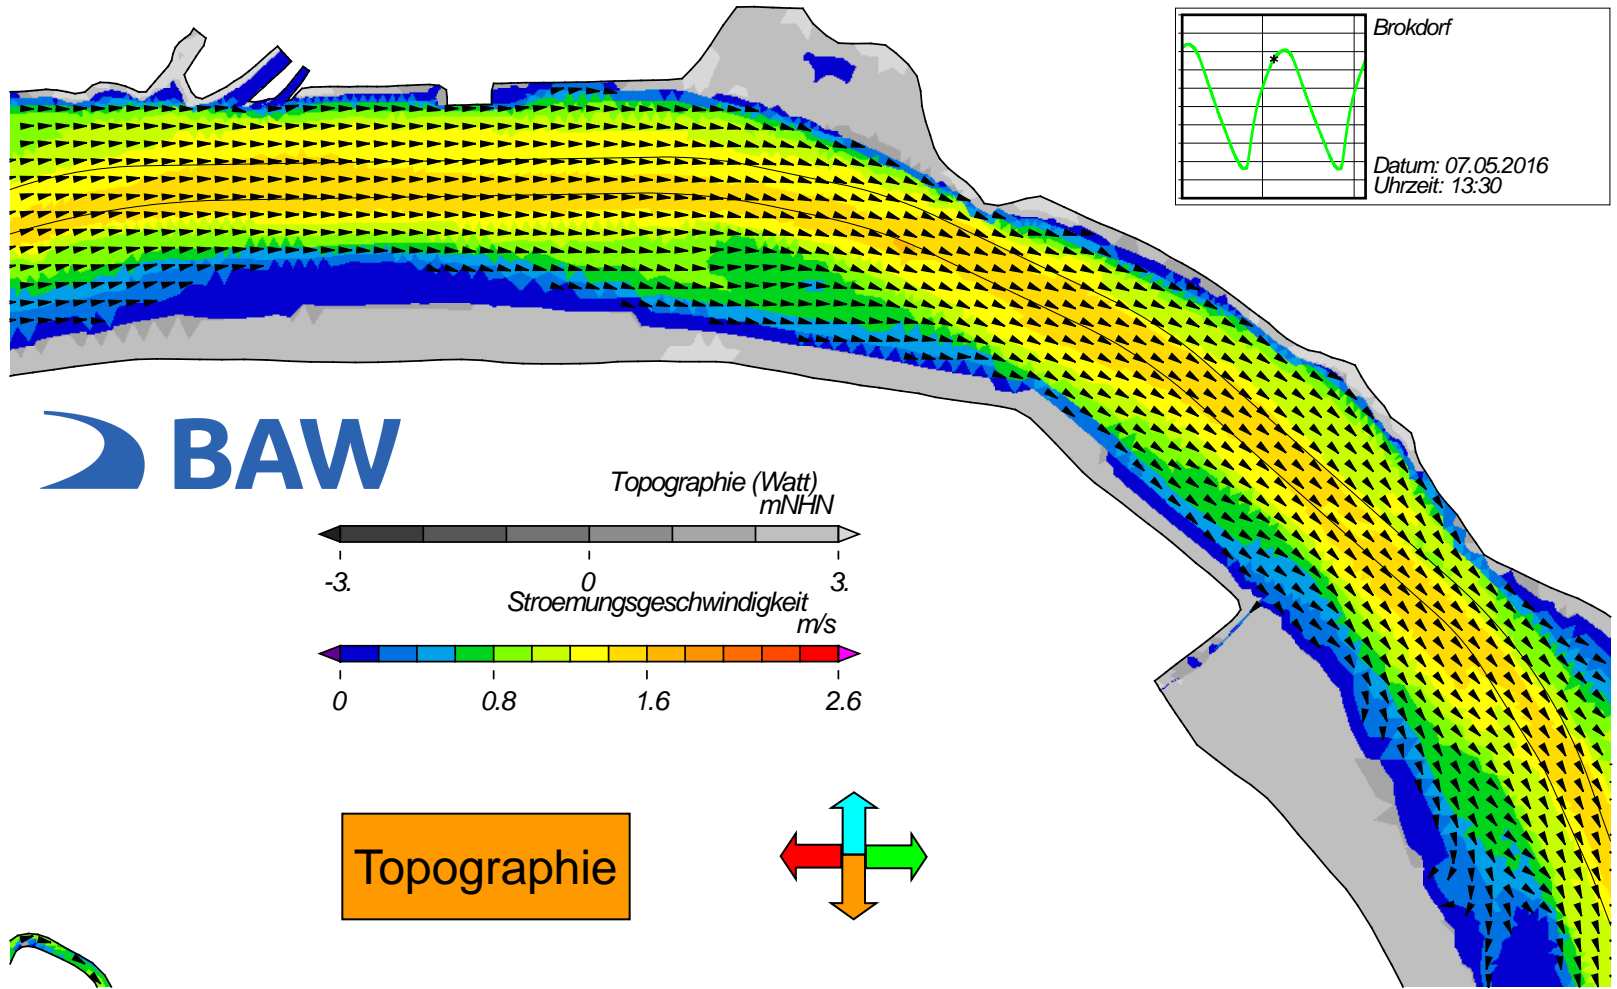 Brokdorf
Datum: 07.05.2016
Uhrzeit: 13:30
BAW
Topographie (Watt)
mNHN
-3. 0 3.
Stroemungsgeschwindigkeit
m/s
0 0.8 1.6 2.6
Topographie